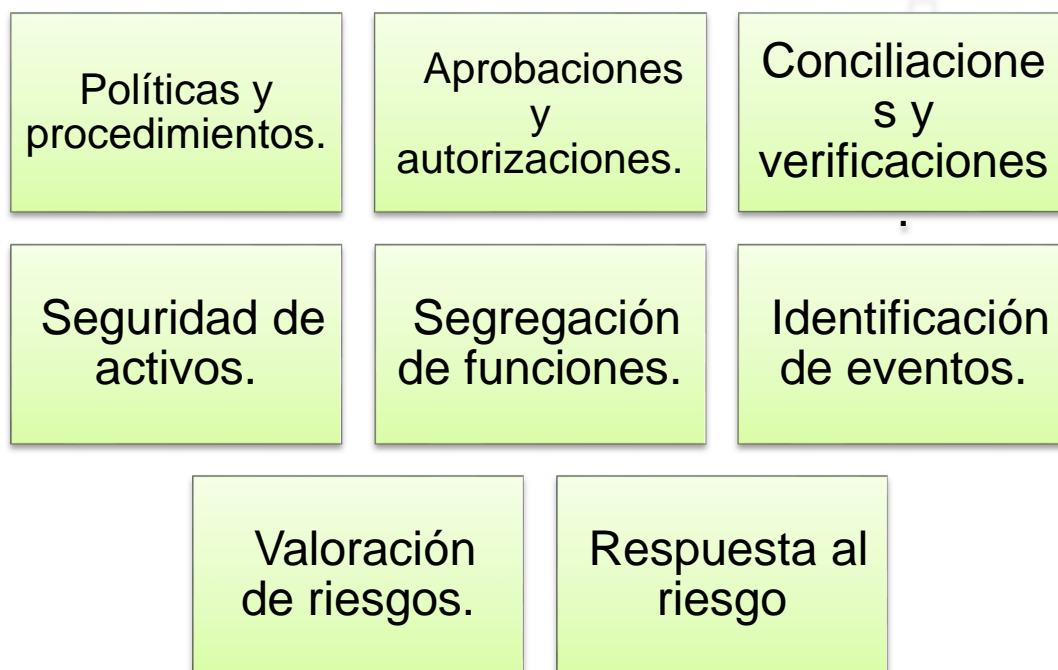 Políticas y
procedimientos.
Aprobaciones
y
autorizaciones.
Conciliacione
s y
verificaciones
.
Seguridad de
activos.
Segregación
de funciones.
Identificación
de eventos.
Valoración
de riesgos.
Respuesta al
riesgo